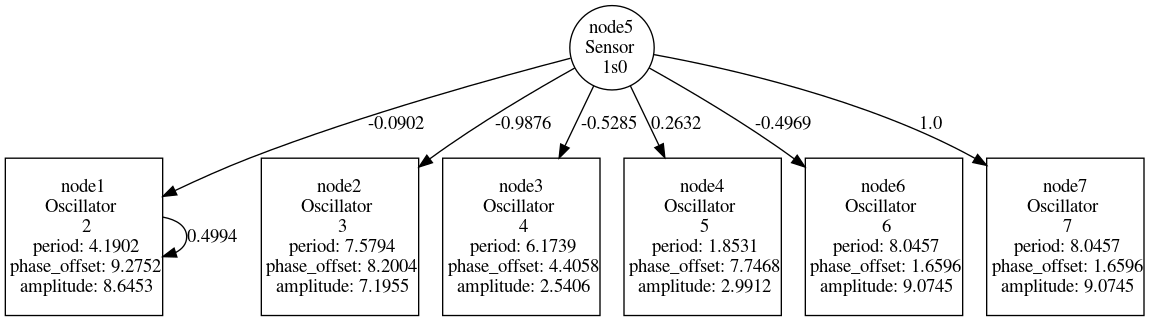 node5
Sensor
1s0
-0.0902
-0.9876
-0.5285
0.2632
-0.4969
1.0
node1
Oscillator
2
period: 4.1902
phase_offset: 9.2752
amplitude: 8.6453
0.4994
node2
Oscillator
3
period: 7.5794
phase_offset: 8.2004
amplitude: 7.1955
node3
Oscillator
4
period: 6.1739
phase_offset: 4.4058
amplitude: 2.5406
node4
Oscillator
5
period: 1.8531
phase_offset: 7.7468
amplitude: 2.9912
node6
Oscillator
6
period: 8.0457
phase_offset: 1.6596
amplitude: 9.0745
node7
Oscillator
7
period: 8.0457
phase_offset: 1.6596
amplitude: 9.0745